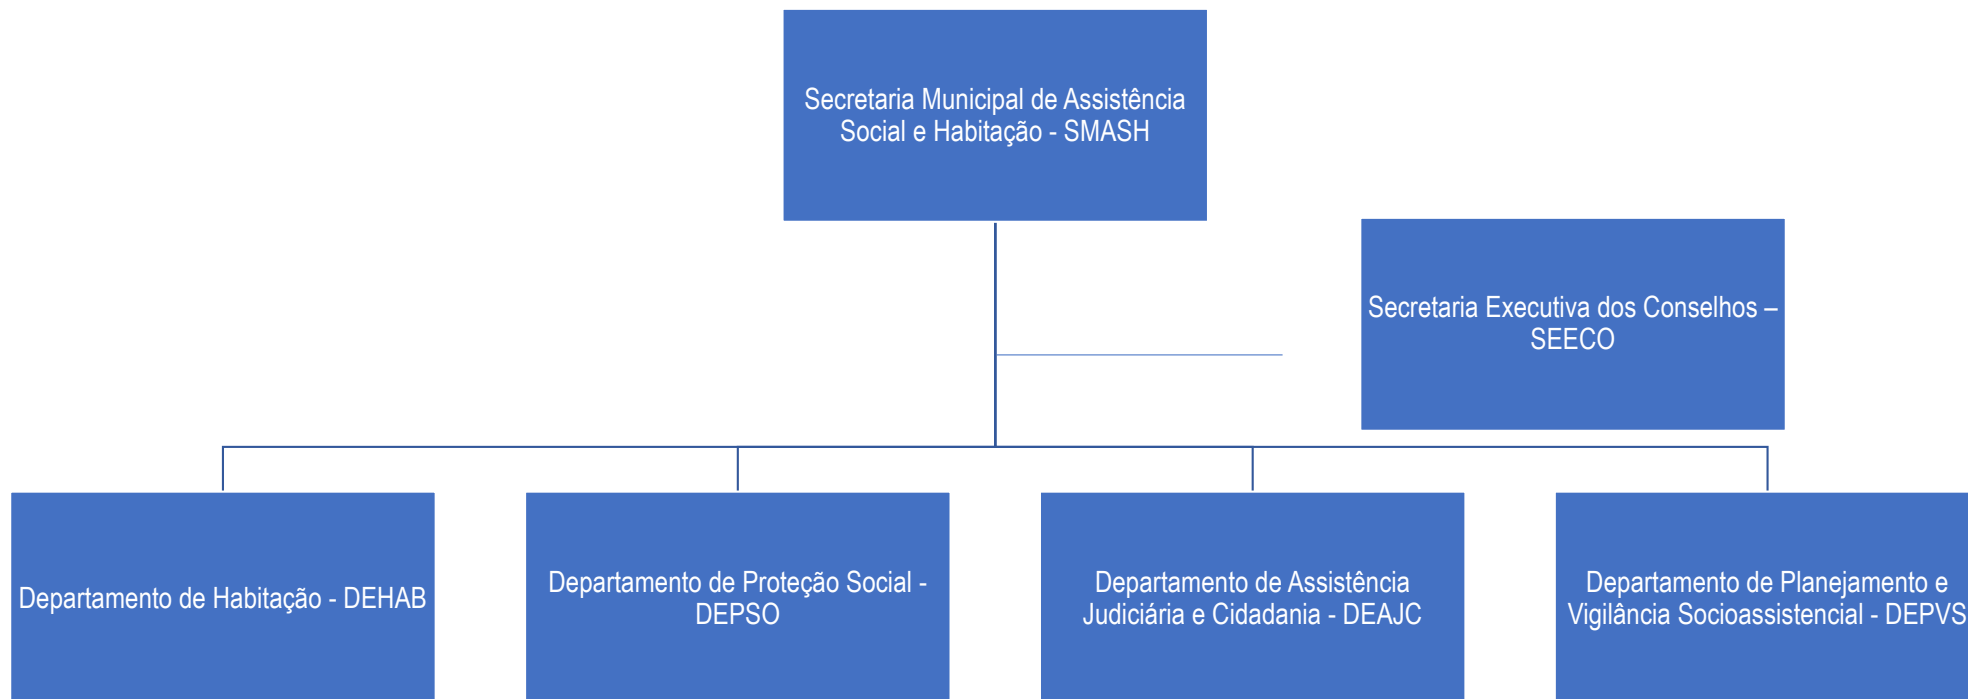 Secretaria Municipal de Assistência
Social e Habitação - SMASH
Secretaria Executiva dos Conselhos –
SEECO
Departamento de Habitação - DEHAB
Departamento de Proteção Social -
DEPSO
Departamento de Assistência
Judiciária e Cidadania - DEAJC
Departamento de Planejamento e
Vigilância Socioassistencial - DEPVS